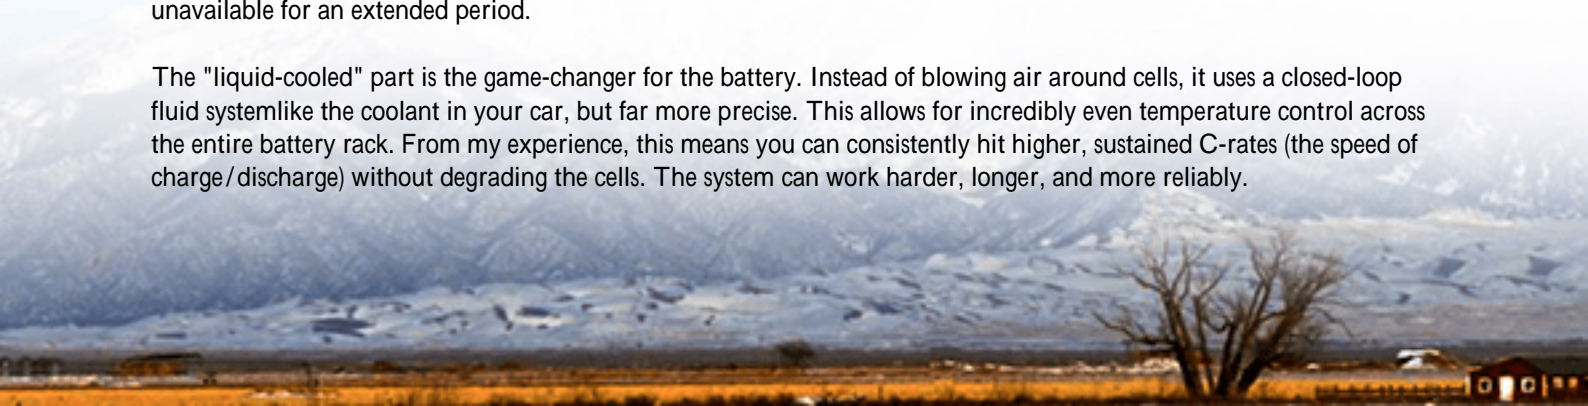 unavailable for an extended period.
The "liquid-cooled" part is the game-changer for the battery. Instead of blowing air around cells, it uses a closed-loop
fluid systemlike the coolant in your car, but far more precise. This allows for incredibly even temperature control across
the entire battery rack. From my experience, this means you can consistently hit higher, sustained C-rates (the speed of
charge/discharge) without degrading the cells. The system can work harder, longer, and more reliably.